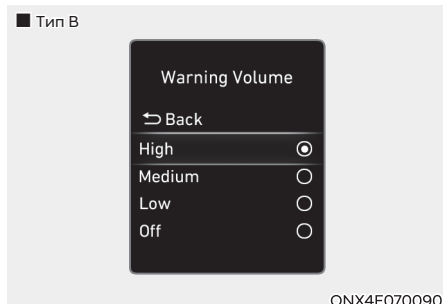 Тип B
Warning Volume
Back
High
Medium
Low
Off
ONX4E070090